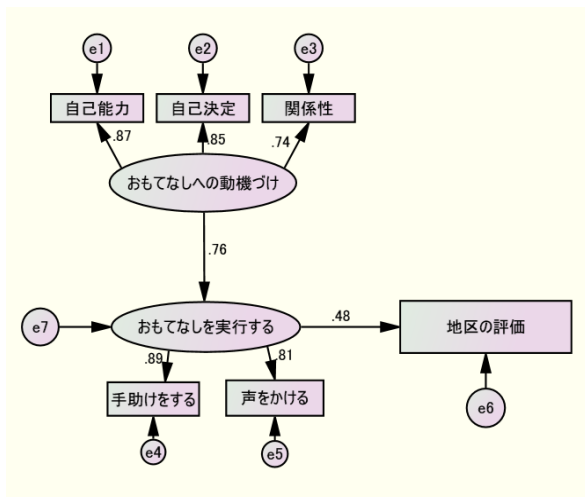 e1
e2
e3
自己能力
自己決定
関係性
.87
.85
.74
おもてなしへの動機づけ
.76
e7
おもてなしを実行する
.48
地区の評価
.89
.81
手助けをする
声をかける
e6
e4
e5